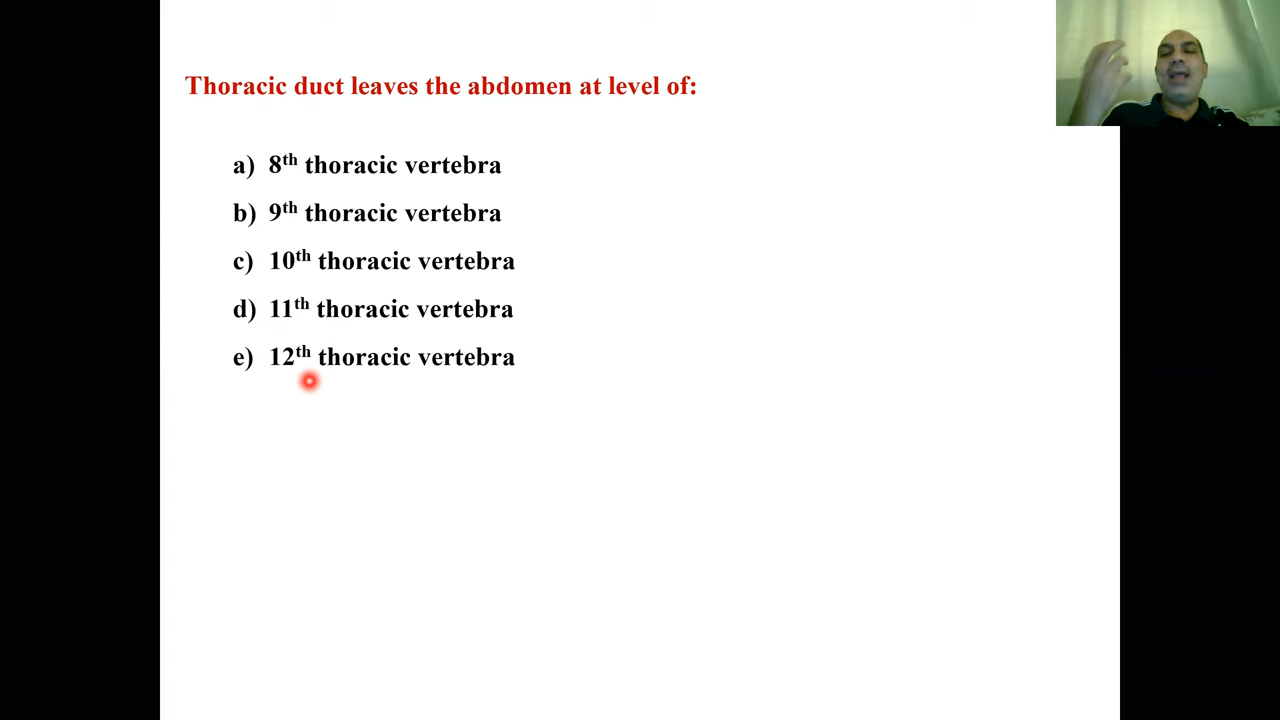 Thoracic duct leaves the abdomen at level of:
a) 8th thoracic vertebra
b) 9th thoracic vertebra
c) 10th thoracic vertebra
d) 11th thoracic vertebra
e) 12th thoracic vertebra